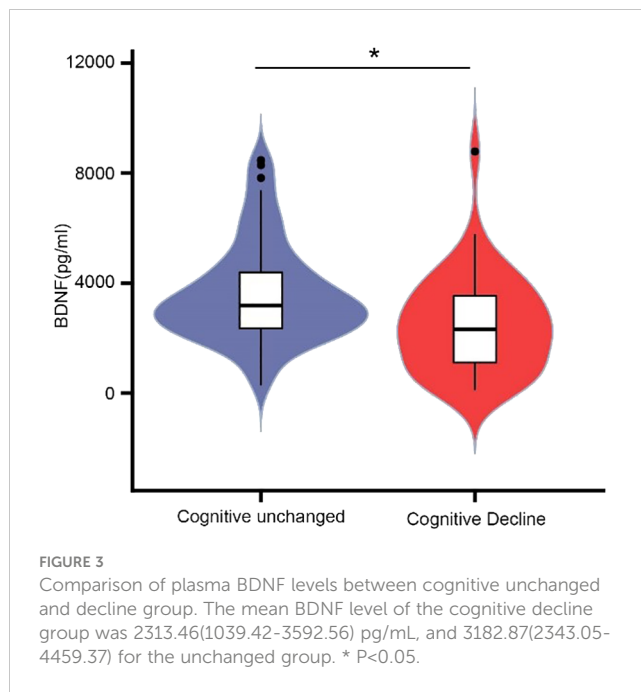 12000
*
8000
BDNF(pg/ml)
4000
0
Cognitive unchanged
Cognitive Decline
FIGURE 3
Comparison of plasma BDNF levels between cognitive unchanged
and decline group. The mean BDNF level of the cognitive decline
group was 2313.46(1039.42-3592.56) pg/mL, and 3182.87(2343.05-
4459.37) for the unchanged group. * P<0.05.